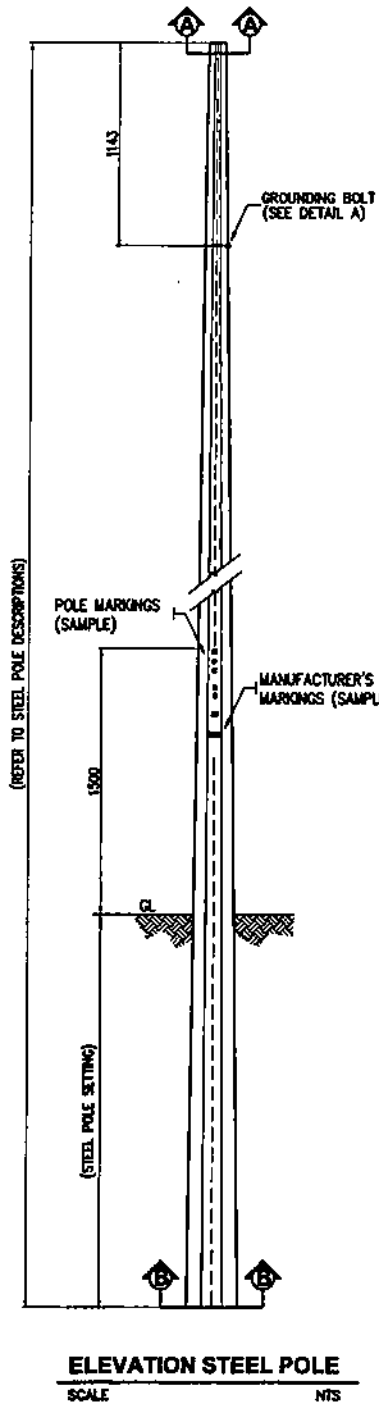 A A
1143
GROUNDING BOLT
(SEE DETAIL A)
(REFER TO STEEL POLE DESCRIPTIONS)
POLE MARKINGS
(SAMPLE)
MANUFACTURER'S
MARKINGS (SAMPL
1500
GL
(STEEL POLE SETTING)
B B
ELEVATION STEEL POLE
SCALE NTS